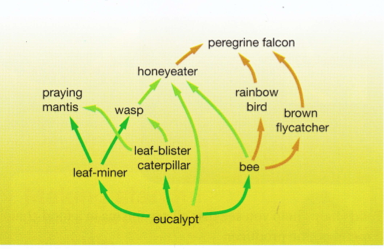 peregrine falcon
honeyeater
praying
mantis
wasp
rainbow
bird
brown
flycatcher
leaf-blister
caterpillar
leaf-miner
bee
eucalypt